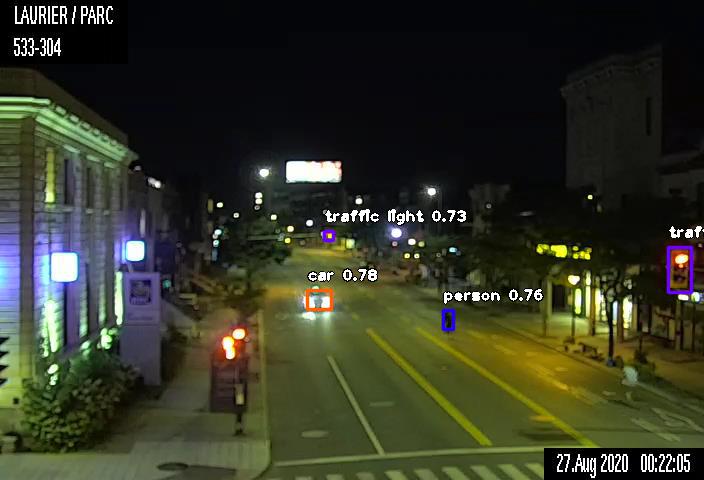 LAURIER / PARC
533-304
traffic light 0.73
traf
car 0.78
person 0.76
27.Aug 2020 00:22:05